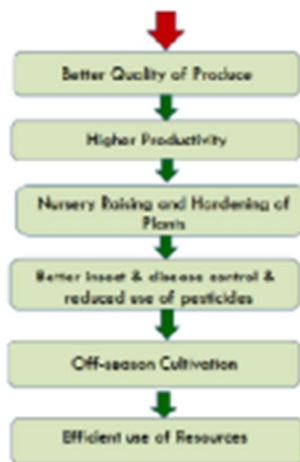 Better Quality of Produce
Higher Productivity
Nursery Raising and Hardening of
Plants
Better insect & disease control &
reduced use of pesticides
Off-season Cultivation
Efficient use of Resources